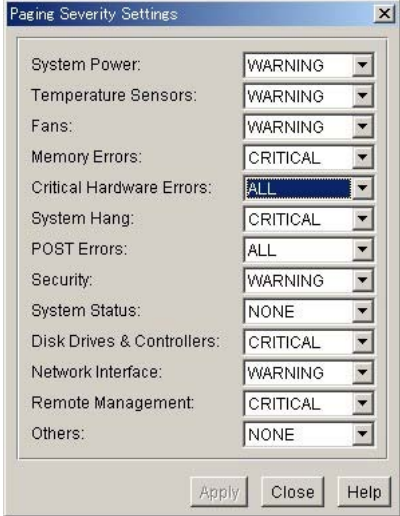 Paging Severity Settings
System Power: WARNING
Temperature Sensors: WARNING
Fans: WARNING
Memory Errors: CRITICAL
Critical Hardware Errors: ALL
System Hang: CRITICAL
POST Errors: ALL
Security: WARNING
System Status: NONE
Disk Drives & Controllers: CRITICAL
Network Interface: WARNING
Remote Management: CRITICAL
Others: NONE
Apply Close Help